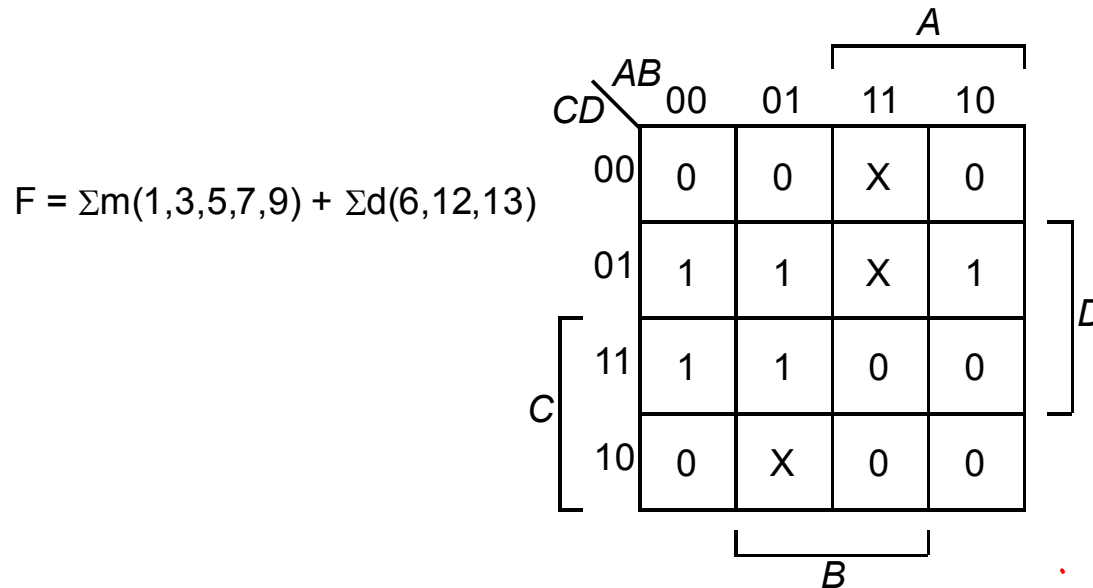 A
AB
CD 00 01 11 10
00 0 0 X 0
F = Σm(1,3,5,7,9) + Σd(6,12,13)
01 1 1 X 1
D
11 1 1 0 0
C
10 0 X 0 0
B